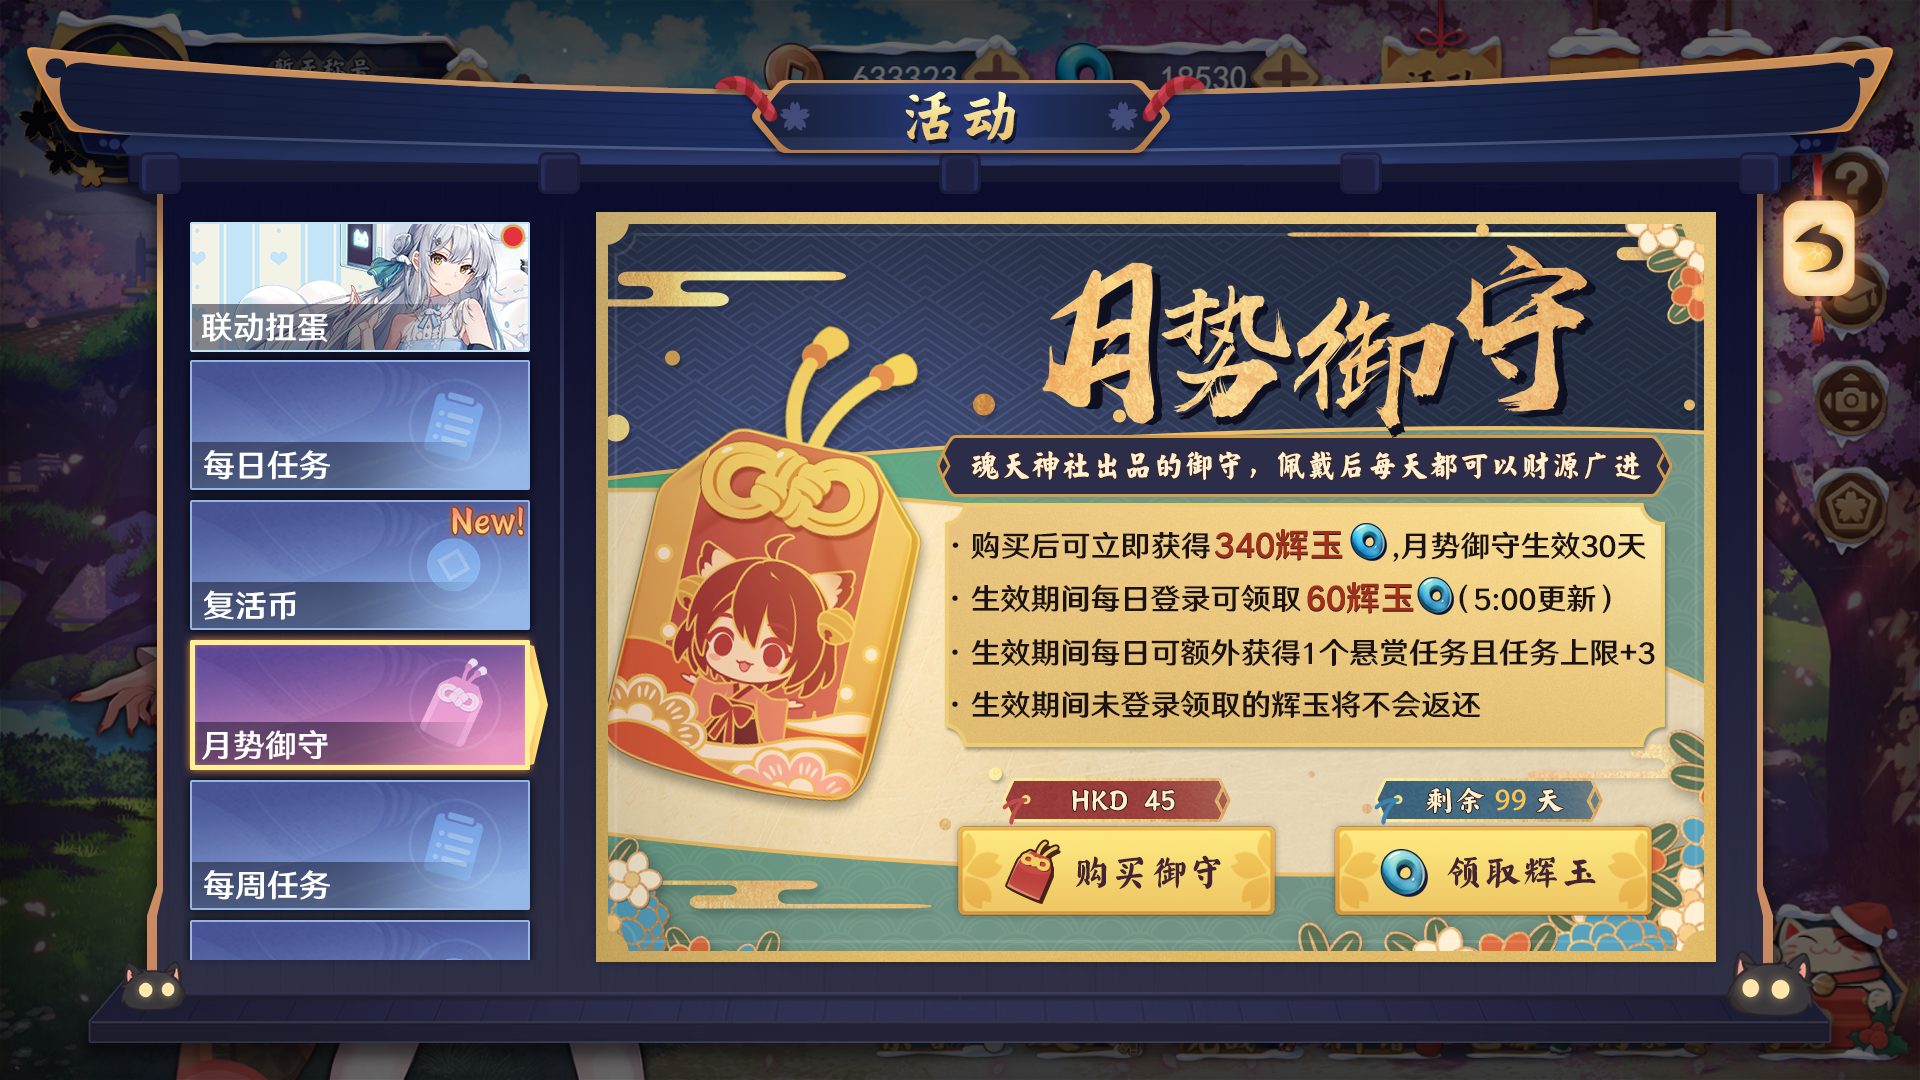 暂无称号
633323
18530
活动
活动
联动扭蛋
每日任务
New!
复活币
月势御守
每周任务
月势御守
魂天神社出品的御守，佩戴后每天都可以财源广进
· 购买后可立即获得340辉玉,月势御守生效30天
· 生效期间每日登录可领取60辉玉(5:00更新)
· 生效期间每日可额外获得1个悬赏任务且任务上限+3
· 生效期间未登录领取的辉玉将不会返还
HKD 45
剩余 99 天
购买御守
领取辉玉